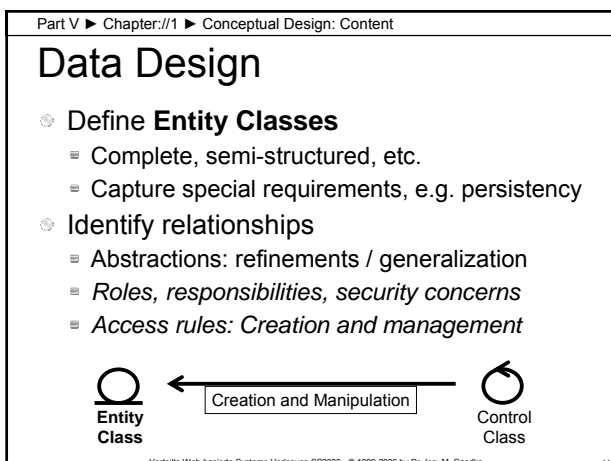 Part V ► Chapter://1 ► Conceptual Design: Content
Data Design
Define Entity Classes
Complete, semi-structured, etc.
Capture special requirements, e.g. persistency
Identify relationships
Abstractions: refinements / generalization
Roles, responsibilities, security concerns
Access rules: Creation and management
Creation and Manipulation
Entity
Class
Control
Class